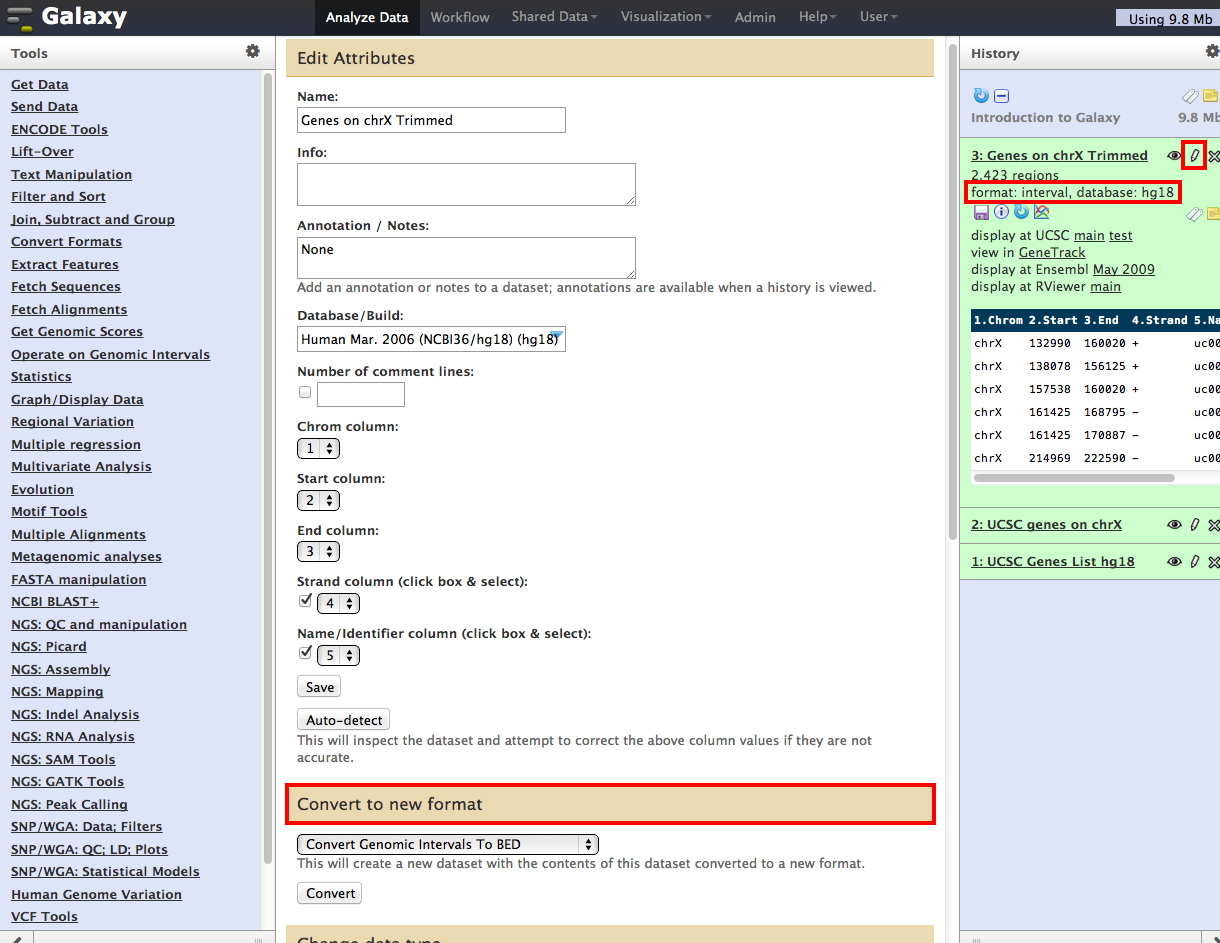 Galaxy
Analyze Data Workflow Shared Data Visualization Admin Help User
Using 9.8 Mb
Tools
Get Data
Send Data
ENCODE Tools
Lift-Over
Text Manipulation
Filter and Sort
Join, Subtract and Group
Convert Formats
Extract Features
Fetch Sequences
Fetch Alignments
Get Genomic Scores
Operate on Genomic Intervals
Statistics
Graph/Display Data
Regional Variation
Multiple regression
Multivariate Analysis
Evolution
Motif Tools
Multiple Alignments
Metagenomic analyses
FASTA manipulation
NCBI BLAST+
NGS: QC and manipulation
NGS: Picard
NGS: Assembly
NGS: Mapping
NGS: Indel Analysis
NGS: RNA Analysis
NGS: SAM Tools
NGS: GATK Tools
NGS: Peak Calling
SNP/WGA: Data; Filters
SNP/WGA: QC; LD; Plots
SNP/WGA: Statistical Models
Human Genome Variation
VCF Tools
Edit Attributes
Name:
Genes on chrX Trimmed
Info:
Annotation / Notes:
None
Add an annotation or notes to a dataset; annotations are available when a history is viewed.
Database/Build:
Human Mar. 2006 (NCBI36/hg18) (hg18)
Number of comment lines:
Chrom column:
1
Start column:
2
End column:
3
Strand column (click box & select):
4
Name/Identifier column (click box & select):
5
Save
Auto-detect
This will inspect the dataset and attempt to correct the above column values if they are not
accurate.
Convert to new format
Convert Genomic Intervals To BED
This will create a new dataset with the contents of this dataset converted to a new format.
Convert
Change data type
History
Introduction to Galaxy 9.8 Mb
3: Genes on chrX Trimmed
2,423 regions
format: interval, database: hg18
display at UCSC main test
view in GeneTrack
display at Ensembl May 2009
display at RViewer main
1.Chrom 2.Start 3.End 4.Strand 5.Na
chrX 132990 160020 + uc00
chrX 138078 156125 + uc00
chrX 157538 160020 + uc00
chrX 161425 168795 - uc00
chrX 161425 170887 - uc00
chrX 214969 222590 - uc00
2: UCSC genes on chrX
1: UCSC Genes List hg18